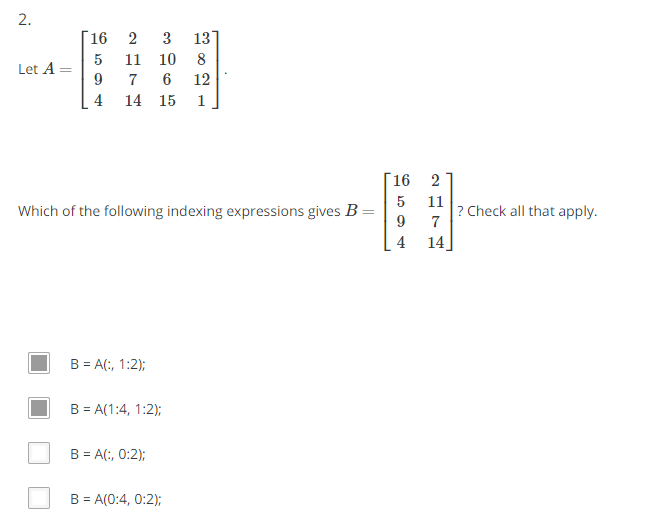 2.
Let A =
16 2 3 13
5 11 10 8
9 7 6 12
4 14 15 1
.
Which of the following indexing expressions gives B =
16 2
5 11
9 7
4 14
? Check all that apply.
B = A(:, 1:2);
B = A(1:4, 1:2);
B = A(:, 0:2);
B = A(0:4, 0:2);